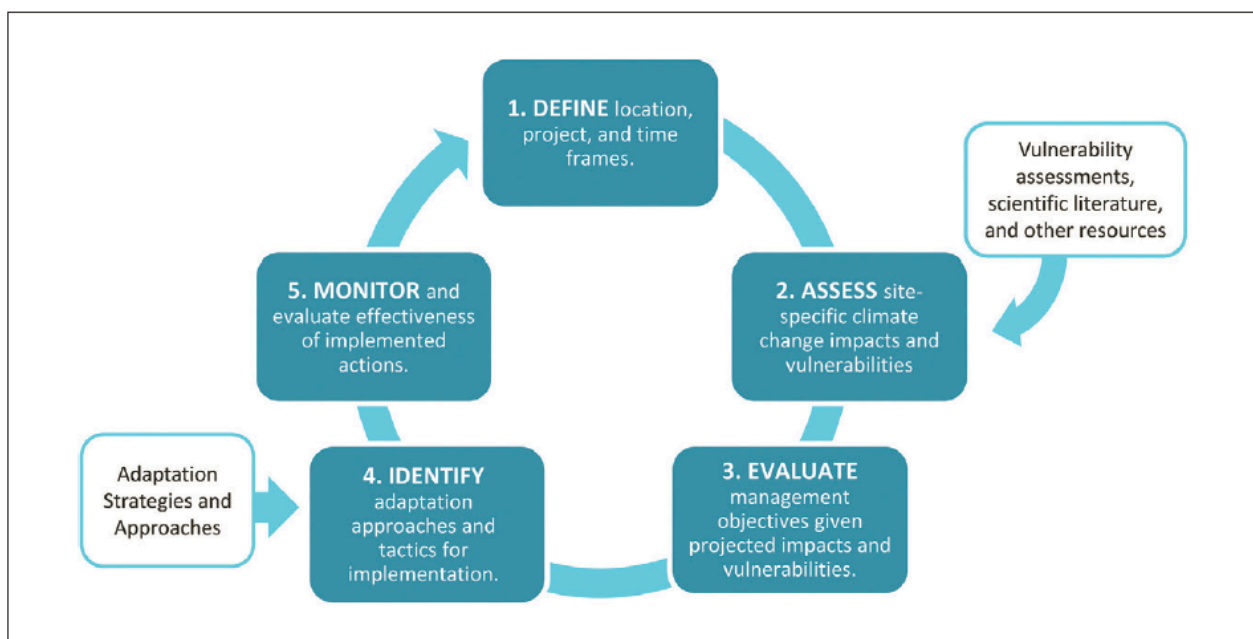 1. DEFINE location,
project, and time
frames.
Vulnerability
assessments,
scientific literature,
and other resources
2. ASSESS site-
specific climate
change impacts and
vulnerabilities
3. EVALUATE
management
objectives given
projected impacts and
vulnerabilities.
4. IDENTIFY
adaptation
approaches and
tactics for
implementation.
Adaptation
Strategies and
Approaches
5. MONITOR and
evaluate effectiveness
of implemented
actions.